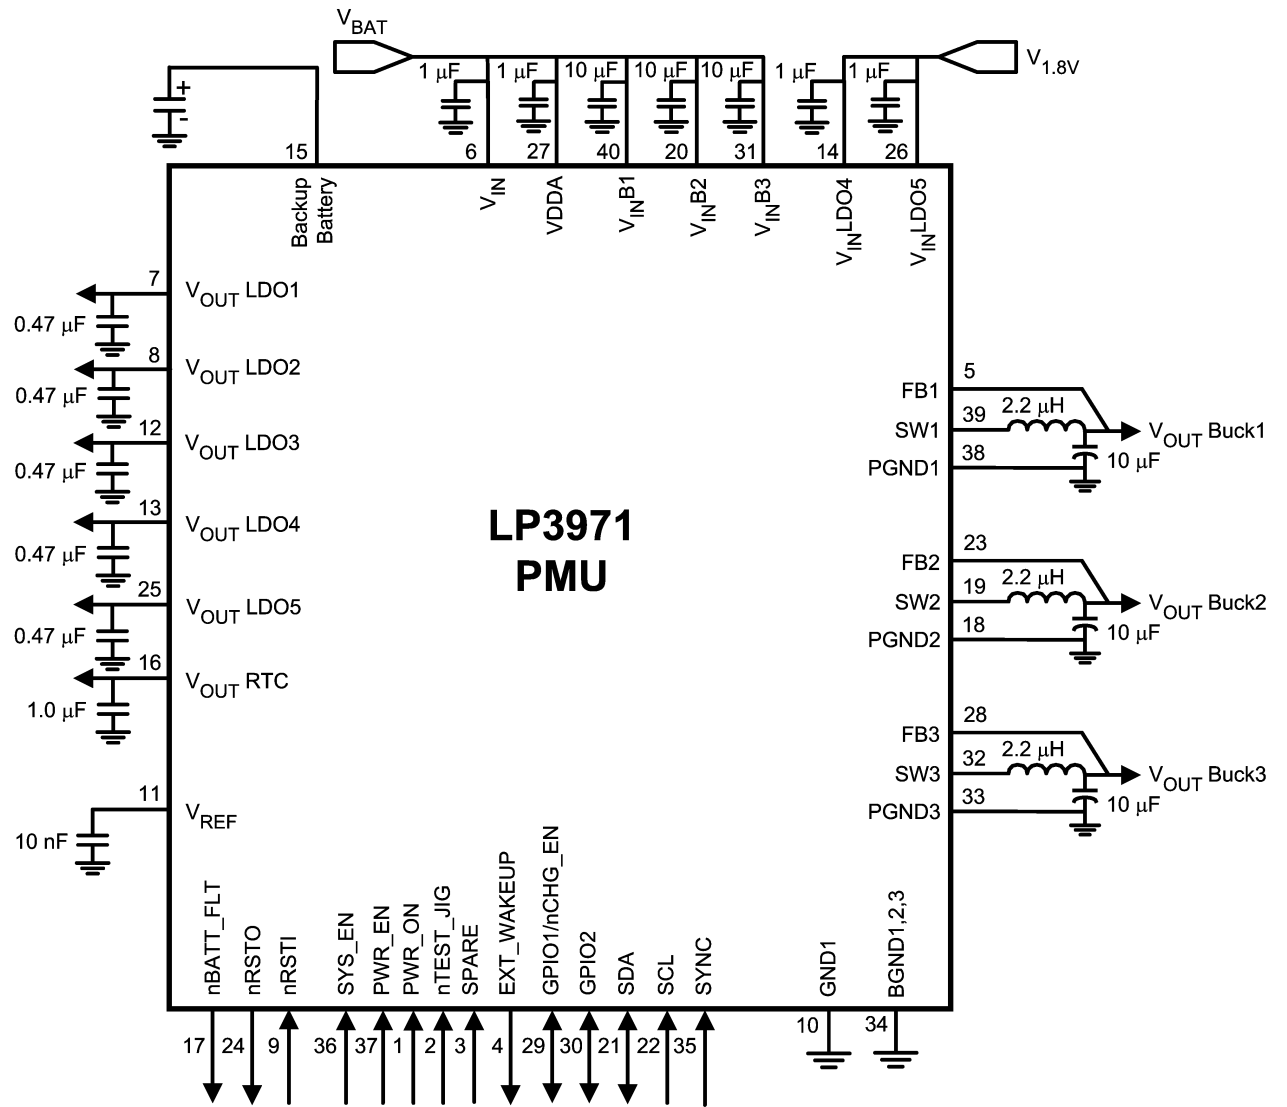 VBAT
V1.8V
1 µF
1 µF
10 µF
10 µF
10 µF
1 µF
1 µF
+
-
15
6
27
40
20
31
14
26
Backup
Battery
VIN
VDDA
VINB1
VINB2
VINB3
VINLDO4
VINLDO5
7
VOUT LDO1
0.47 µF
8
VOUT LDO2
0.47 µF
12
VOUT LDO3
0.47 µF
13
VOUT LDO4
0.47 µF
25
VOUT LDO5
0.47 µF
16
VOUT RTC
1.0 µF
11
VREF
10 nF
LP3971
PMU
FB1
5
SW1
39
2.2 µH
VOUT Buck1
PGND1
38
10 µF
FB2
23
SW2
19
2.2 µH
VOUT Buck2
PGND2
18
10 µF
FB3
28
SW3
32
2.2 µH
VOUT Buck3
PGND3
33
10 µF
nBATT_FLT
nRSTO
nRSTI
SYS_EN
PWR_EN
PWR_ON
nTEST_JIG
SPARE
EXT_WAKEUP
GPIO1/nCHG_EN
GPIO2
SDA
SCL
SYNC
GND1
BGND1,2,3
17
24
9
36
37
1
2
3
4
29
30
21
22
35
10
34